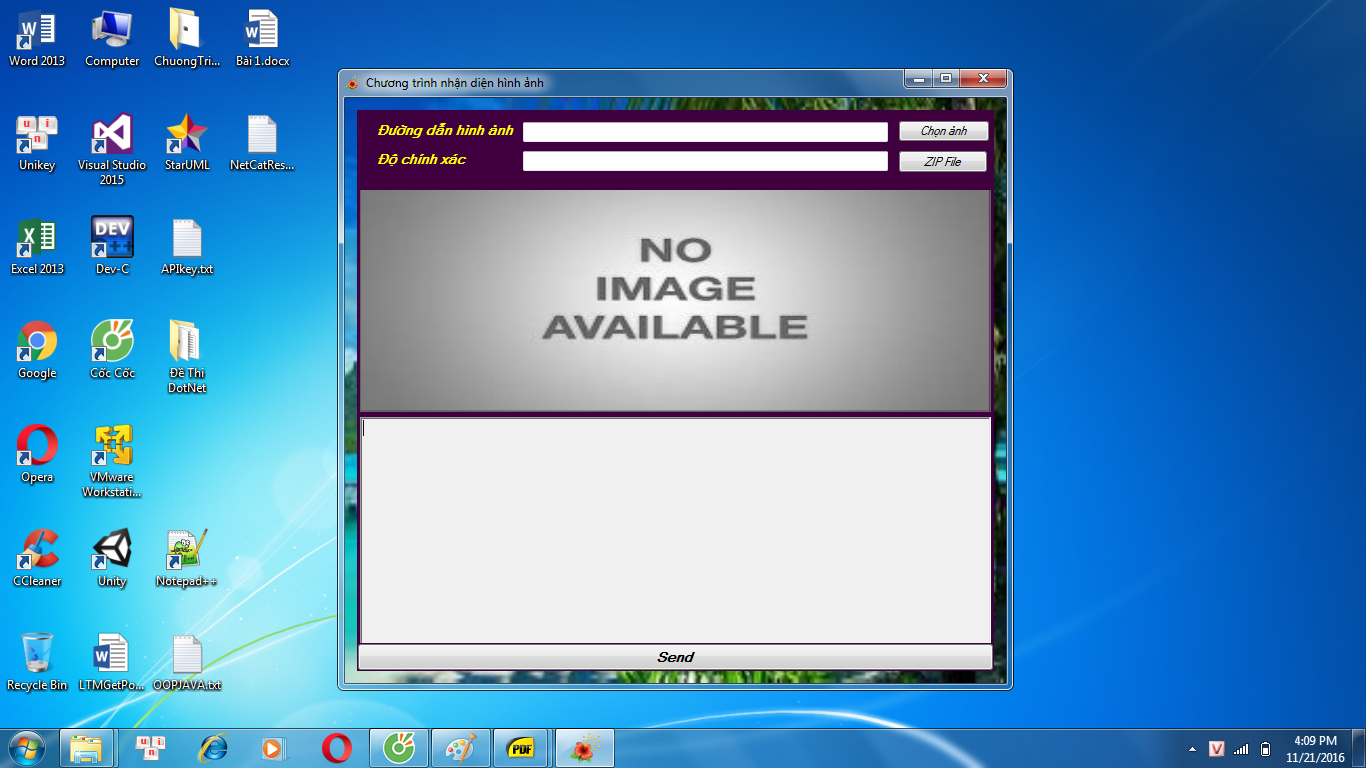 Word 2013
Computer
ChuongTri...
Bài 1.docx
Unikey
Visual Studio
2015
StarUML
NetCatRes...
Excel 2013
DEV
Dev-C
APIkey.txt
Google
Cốc Cốc
Đề Thi
DotNet
Opera
VMware
Workstati...
CCleaner
Unity
Notepad++
Recycle Bin
LTMGetPo...
OOPJAVA.txt
Chương trình nhận diện hình ảnh
Đường dẫn hình ảnh
Chọn ảnh
Độ chính xác
ZIP File
NO
IMAGE
AVAILABLE
Send
PDF
V
4:09 PM
11/21/2016